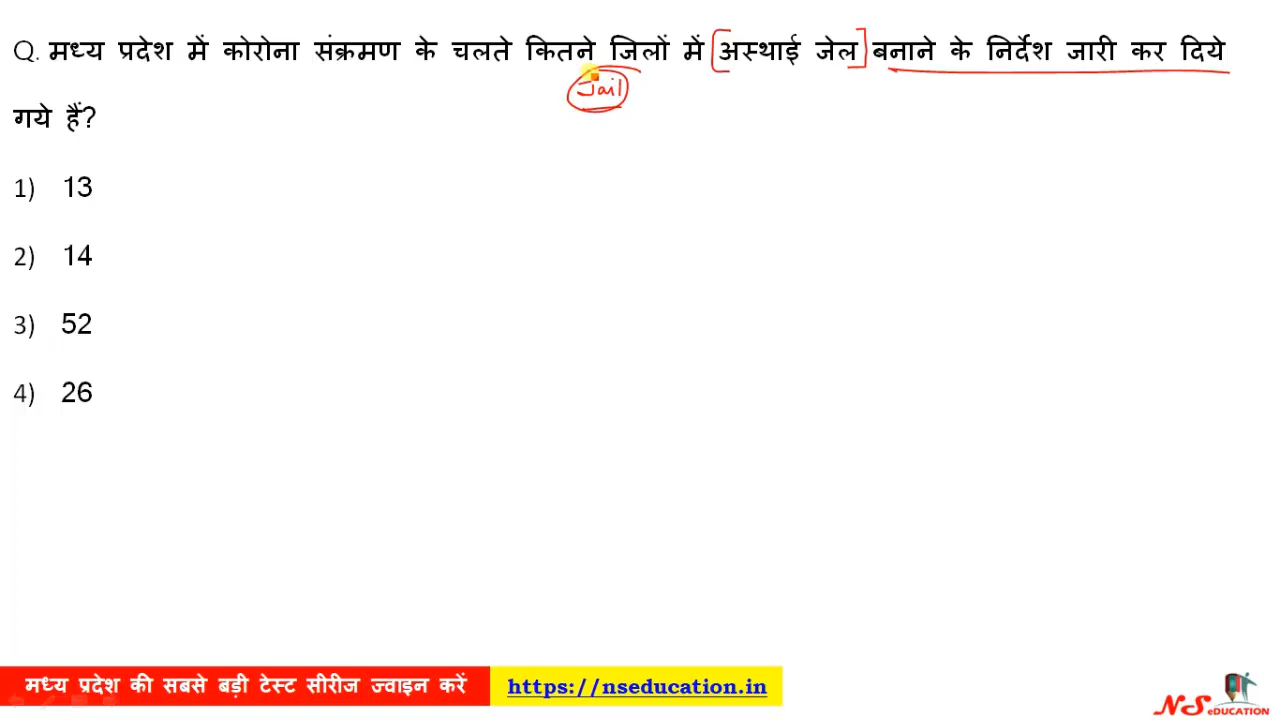 Q. मध्य प्रदेश में कोरोना संक्रमण के चलते कितने जिलों में [अस्थाई जेल] बनाने के निर्देश जारी कर दिये
Jail
गये हैं?
1) 13
2) 14
3) 52
4) 26
मध्य प्रदेश की सबसे बड़ी टेस्ट सीरीज ज्वाइन करें https://nseducation.in
NS eDUCATION